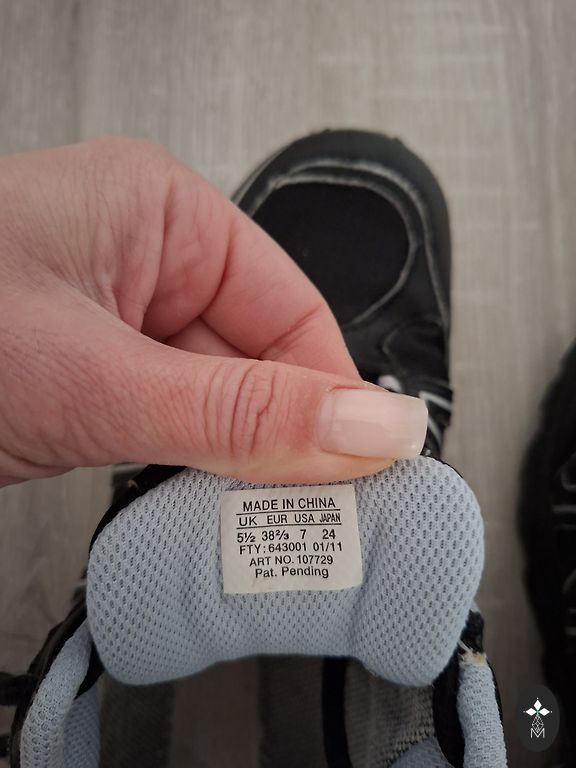 MADE IN CHINA
UK EUR USA JAPAN
5½ 38⅔ 7 24
FTY: 643001 01/11
ART NO. 107729
Pat. Pending
M